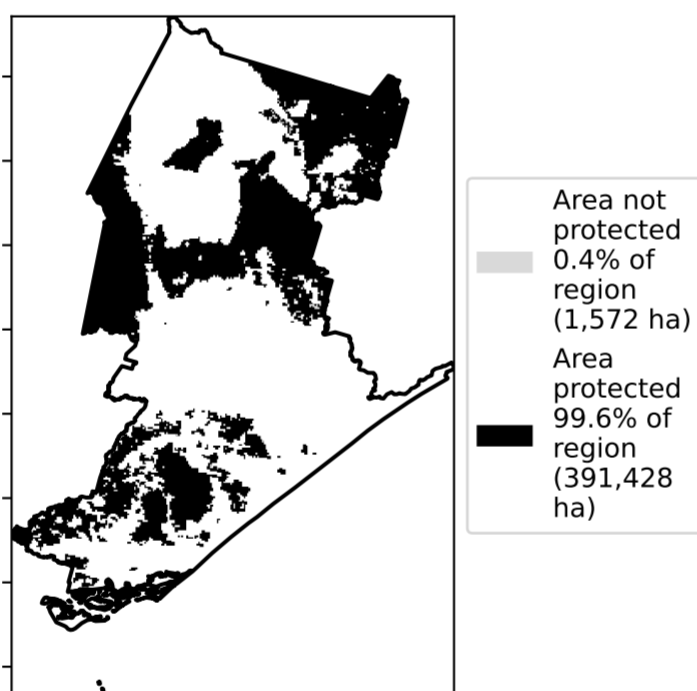 Area not
protected
0.4% of
region
(1,572 ha)
Area
protected
99.6% of
region
(391,428
ha)